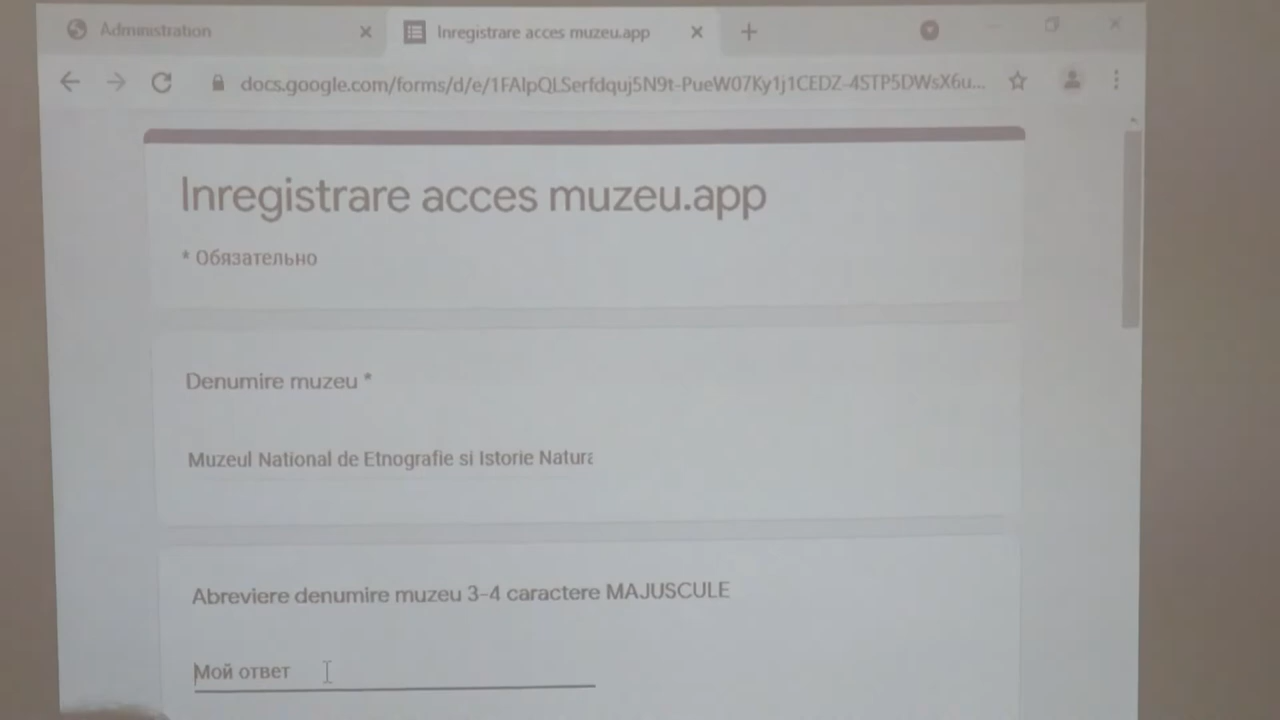 Administration
Inregistrare acces muzeu.app
docs.google.com/forms/d/e/1FAIpQLSerfdquj5N9t-PueW07Ky1j1CEDZ-4STP5DWsX6u...
Inregistrare acces muzeu.app
* Обязательно
Denumire muzeu *
Muzeul National de Etnografie si Istorie Natura
Abreviere denumire muzeu 3-4 caractere MAJUSCULE
Мой ответ